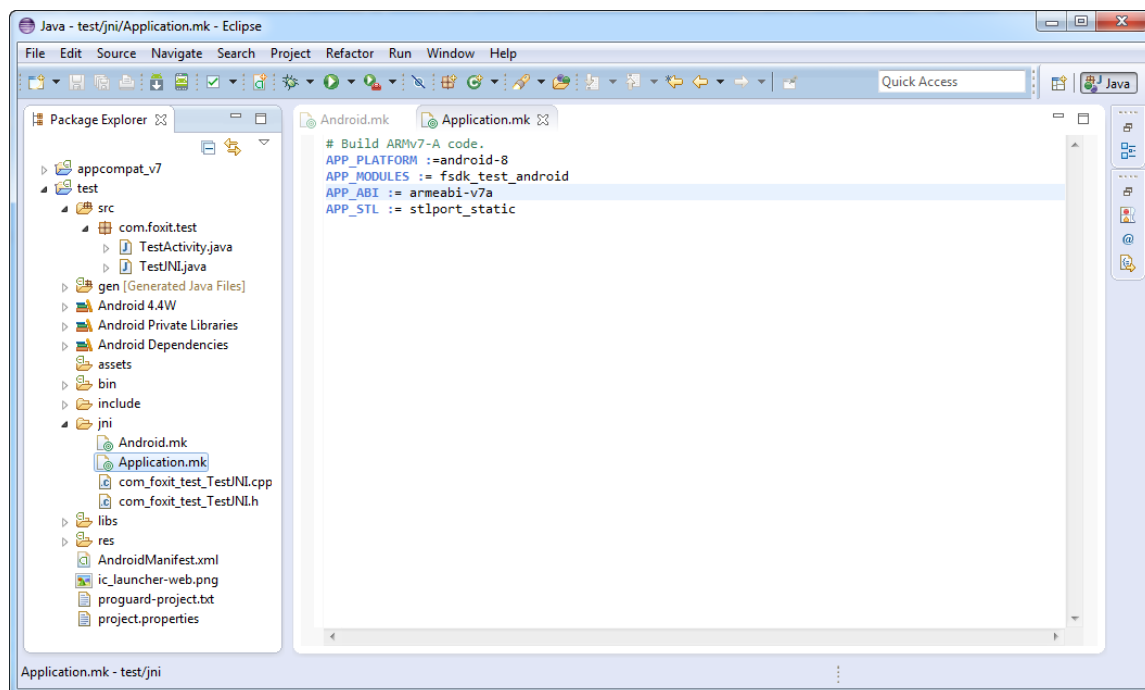 Java - test/jni/Application.mk - Eclipse
File Edit Source Navigate Search Project Refactor Run Window Help
Quick Access
Java
Package Explorer
Android.mk
Application.mk
appcompat_v7
test
src
com.foxit.test
TestActivity.java
TestJNI.java
gen [Generated Java Files]
Android 4.4W
Android Private Libraries
Android Dependencies
assets
bin
include
jni
Android.mk
Application.mk
com_foxit_test_TestJNI.cpp
com_foxit_test_TestJNI.h
libs
res
AndroidManifest.xml
ic_launcher-web.png
proguard-project.txt
project.properties
# Build ARMv7-A code.
APP_PLATFORM :=android-8
APP_MODULES := fsdk_test_android
APP_ABI := armeabi-v7a
APP_STL := stlport_static
Application.mk - test/jni